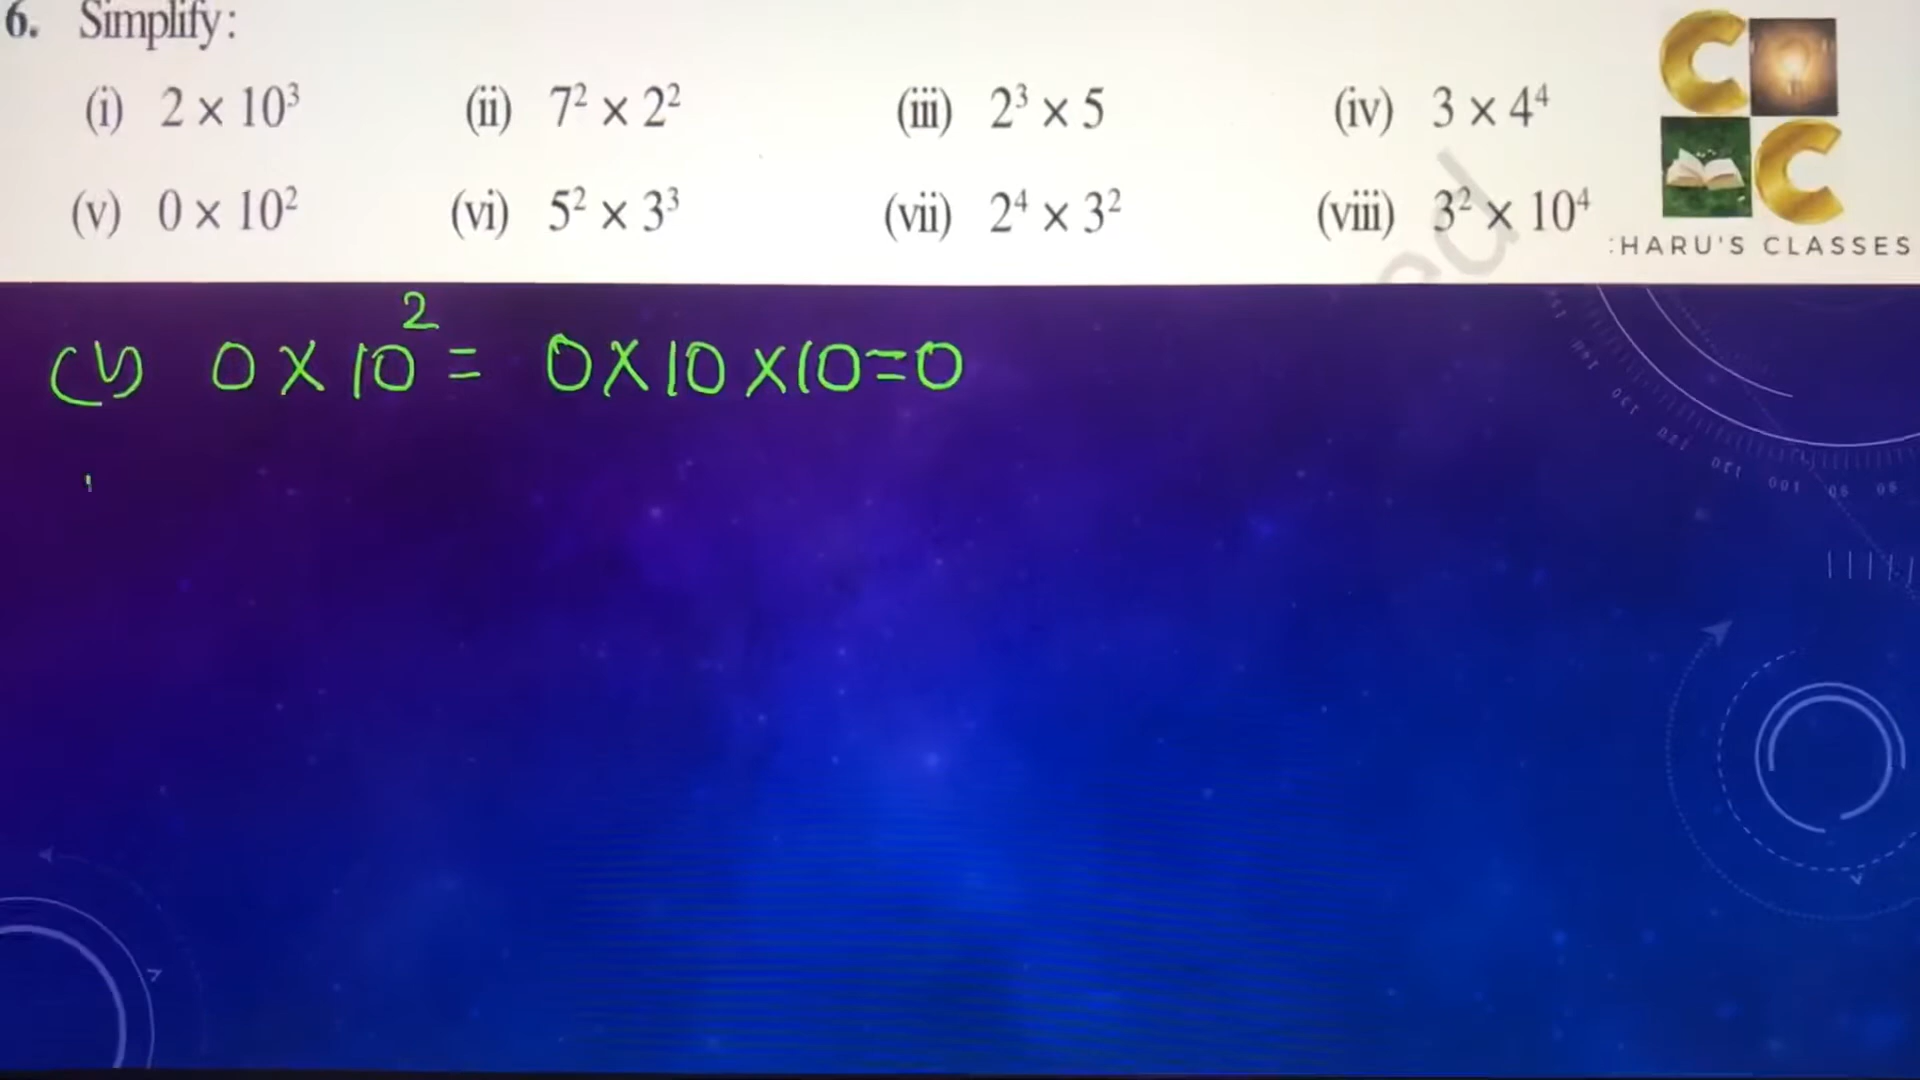 6. Simplify:
(i) 2 × 10³ (ii) 7² × 2² (iii) 2³ × 5 (iv) 3 × 4⁴
(v) 0 × 10² (vi) 5² × 3³ (vii) 2⁴ × 3² (viii) 3² × 10⁴
:HARU'S CLASSES
(V) 0 × 10² = 0 × 10 × 10 = 0